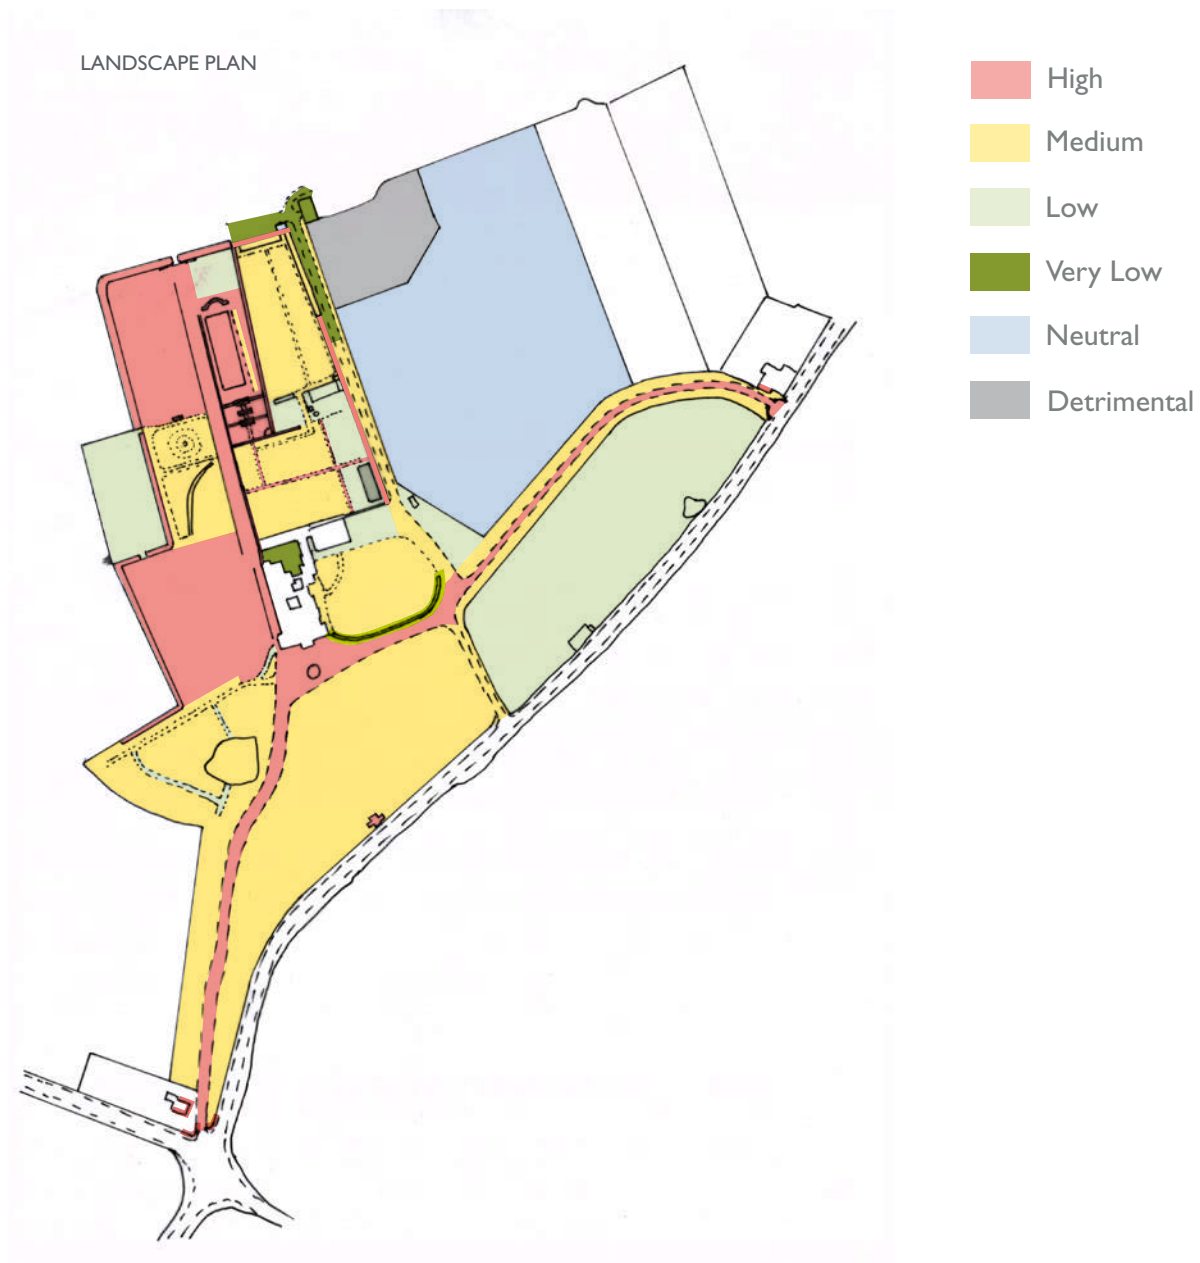 LANDSCAPE PLAN
High
Medium
Low
Very Low
Neutral
Detrimental